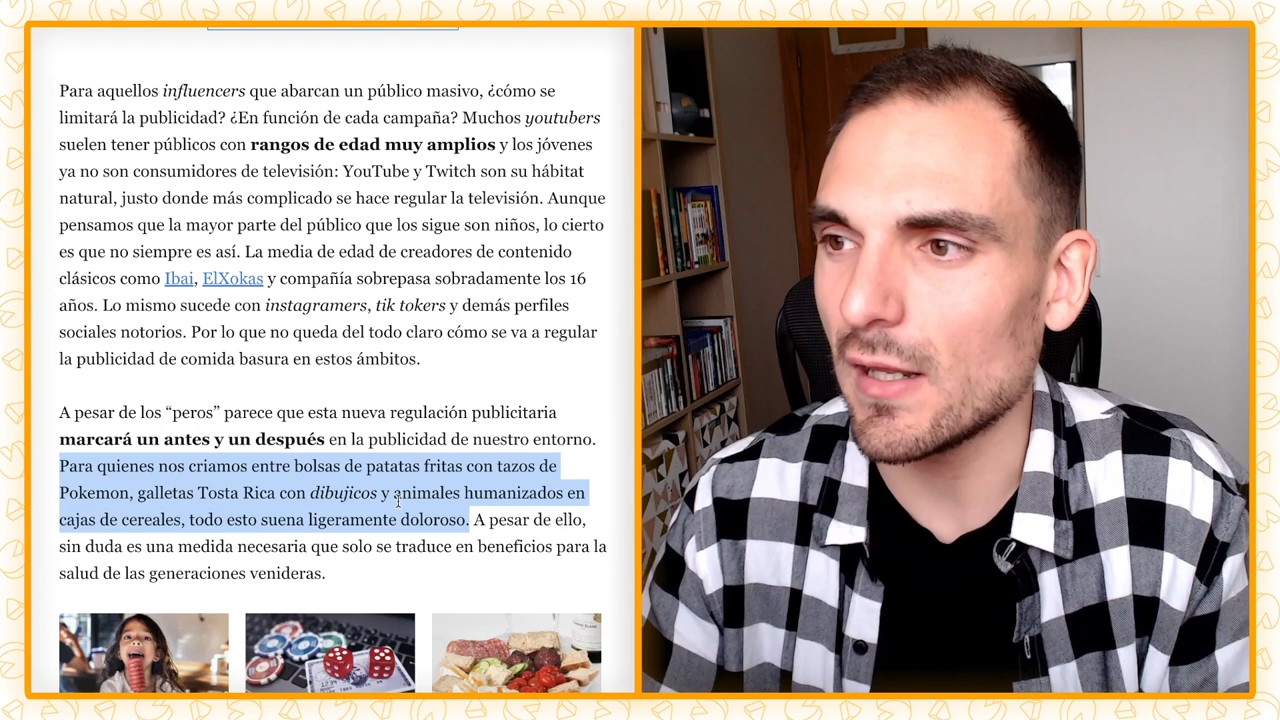 Para aquellos influencers que abarcan un público masivo, ¿cómo se
limitará la publicidad? ¿En función de cada campaña? Muchos youtubers
suelen tener públicos con rangos de edad muy amplios y los jóvenes
ya no son consumidores de televisión: YouTube y Twitch son su hábitat
natural, justo donde más complicado se hace regular la televisión. Aunque
pensamos que la mayor parte del público que los sigue son niños, lo cierto
es que no siempre es así. La media de edad de creadores de contenido
clásicos como Ibai, ElXokas y compañía sobrepasa sobradamente los 16
años. Lo mismo sucede con instagramers, tik tokers y demás perfiles
sociales notorios. Por lo que no queda del todo claro cómo se va a regular
la publicidad de comida basura en estos ámbitos.
A pesar de los “peros” parece que esta nueva regulación publicitaria
marcará un antes y un después en la publicidad de nuestro entorno.
Para quienes nos criamos entre bolsas de patatas fritas con tazos de
Pokemon, galletas Tosta Rica con dibujicos y animales humanizados en
cajas de cereales, todo esto suena ligeramente doloroso. A pesar de ello,
sin duda es una medida necesaria que solo se traduce en beneficios para la
salud de las generaciones venideras.